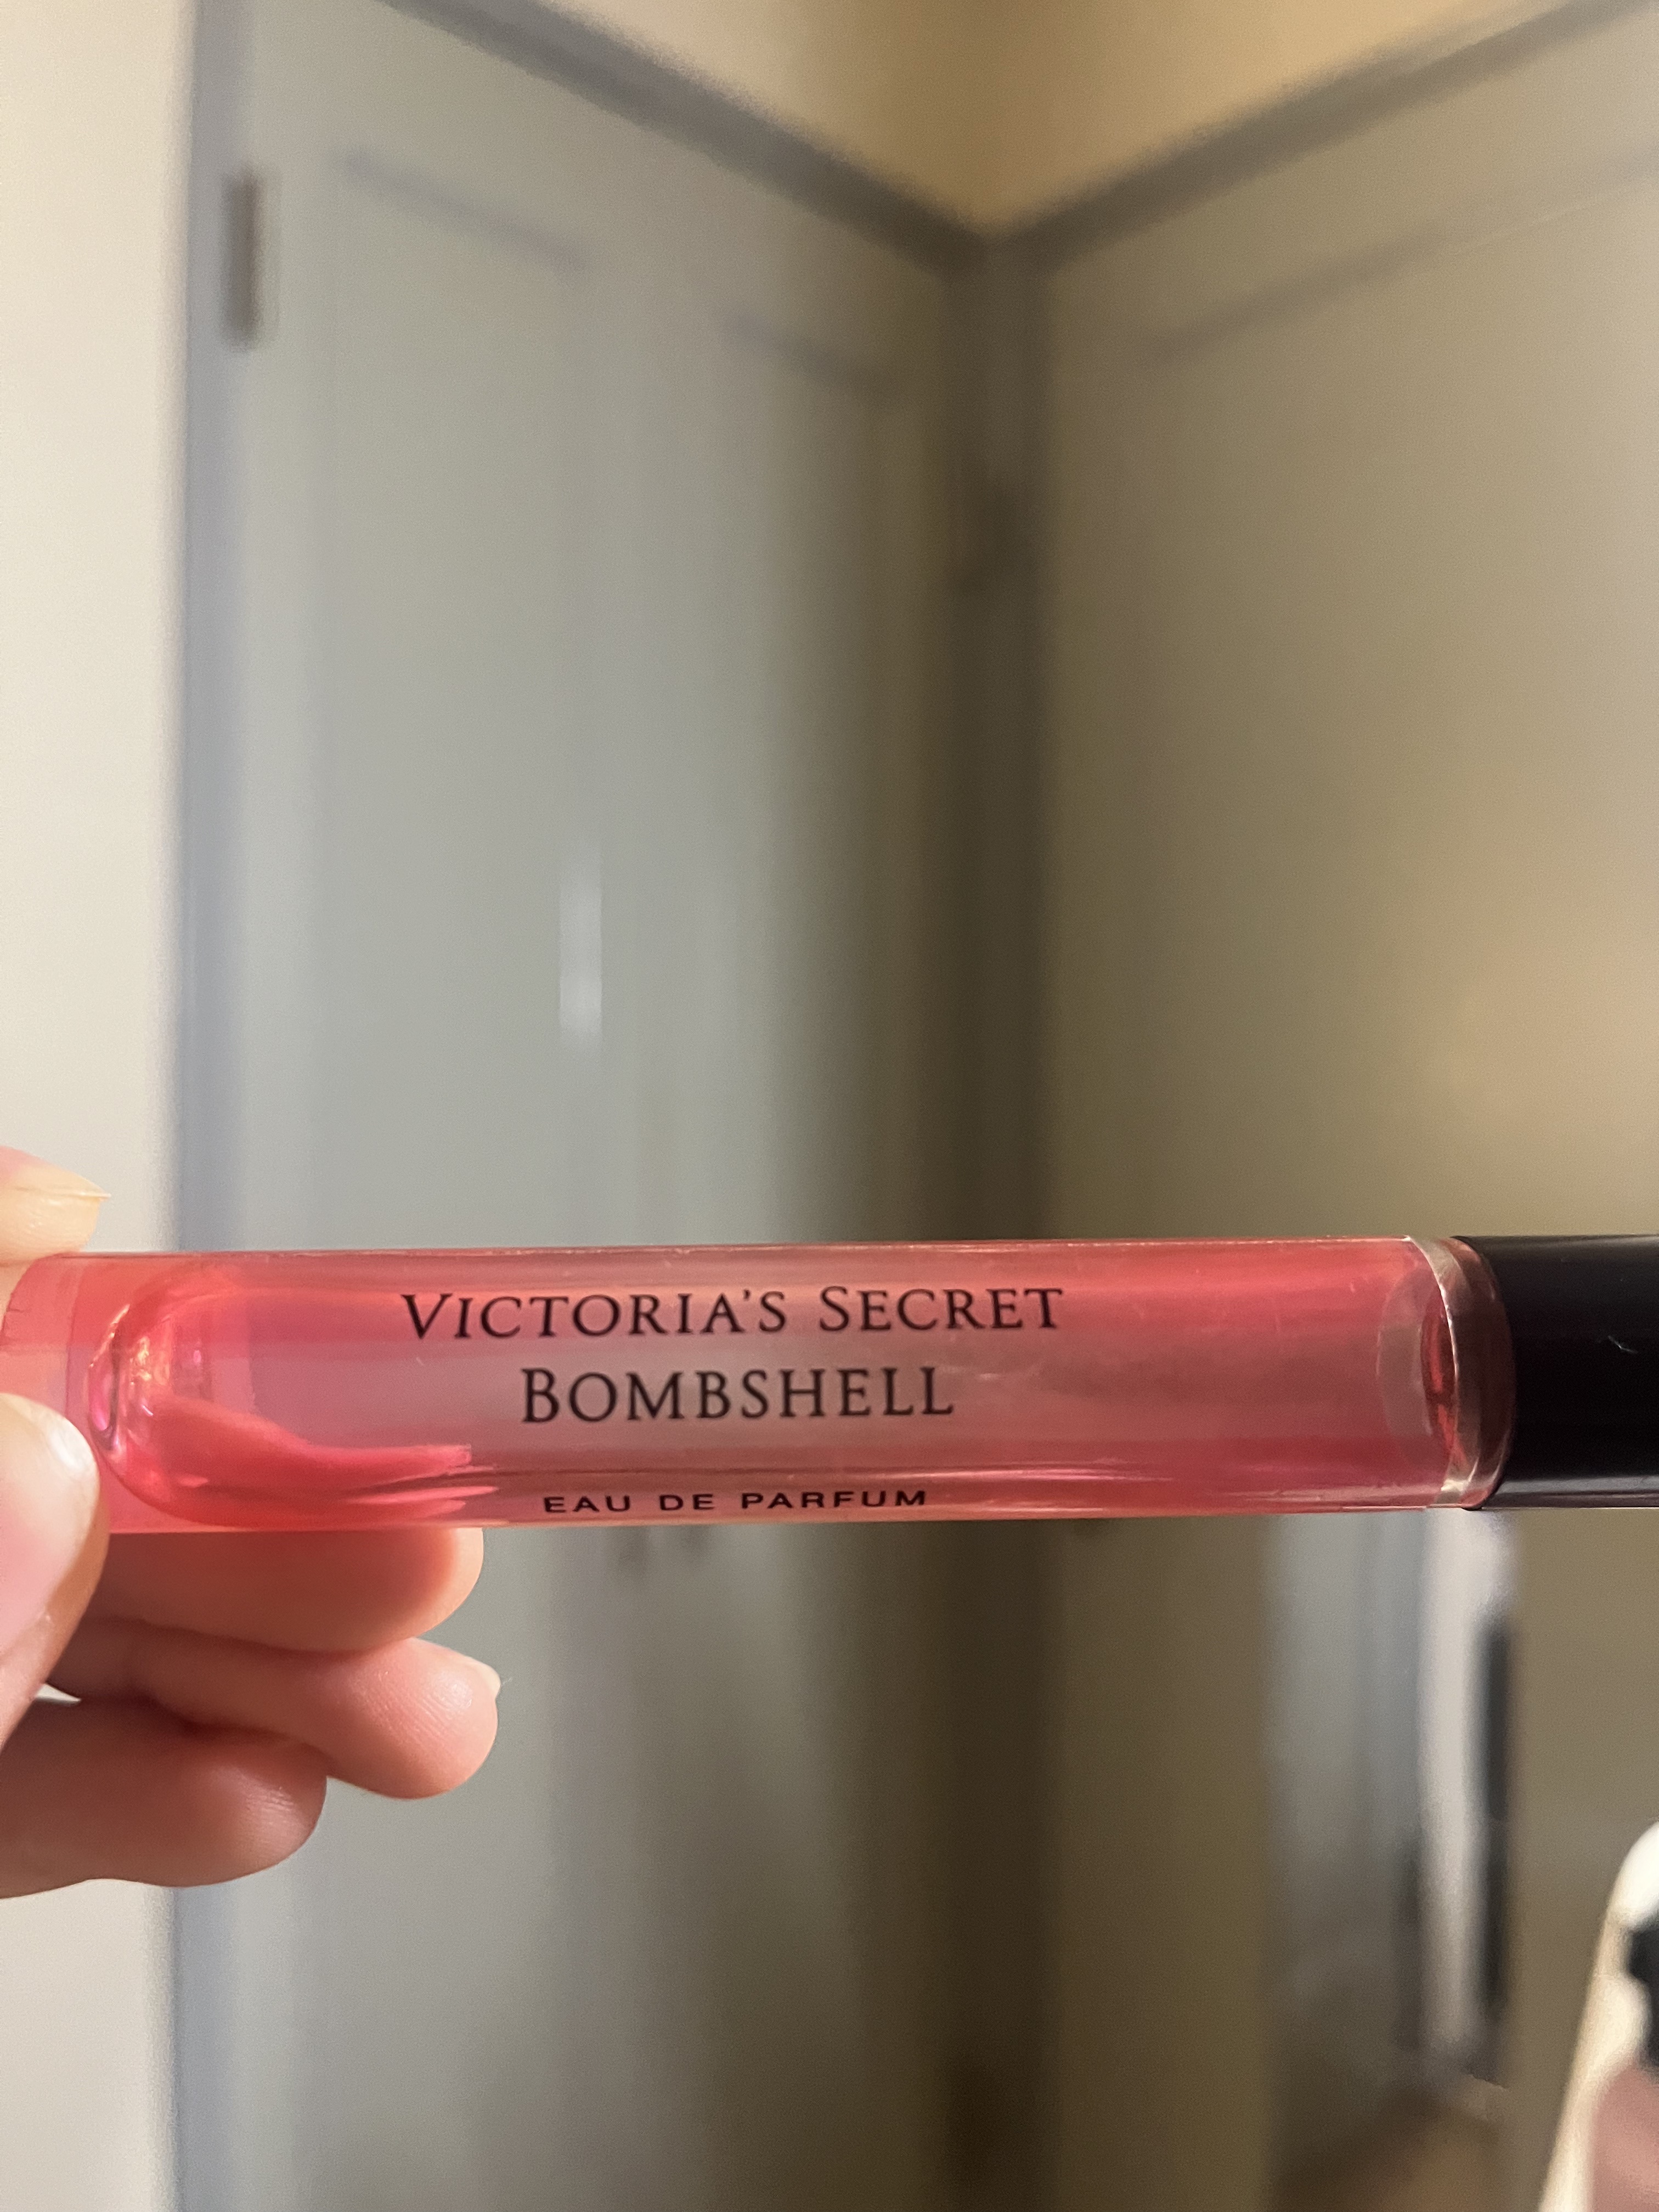 Victoria's Secret
Bombshell
EAU DE PARFUM